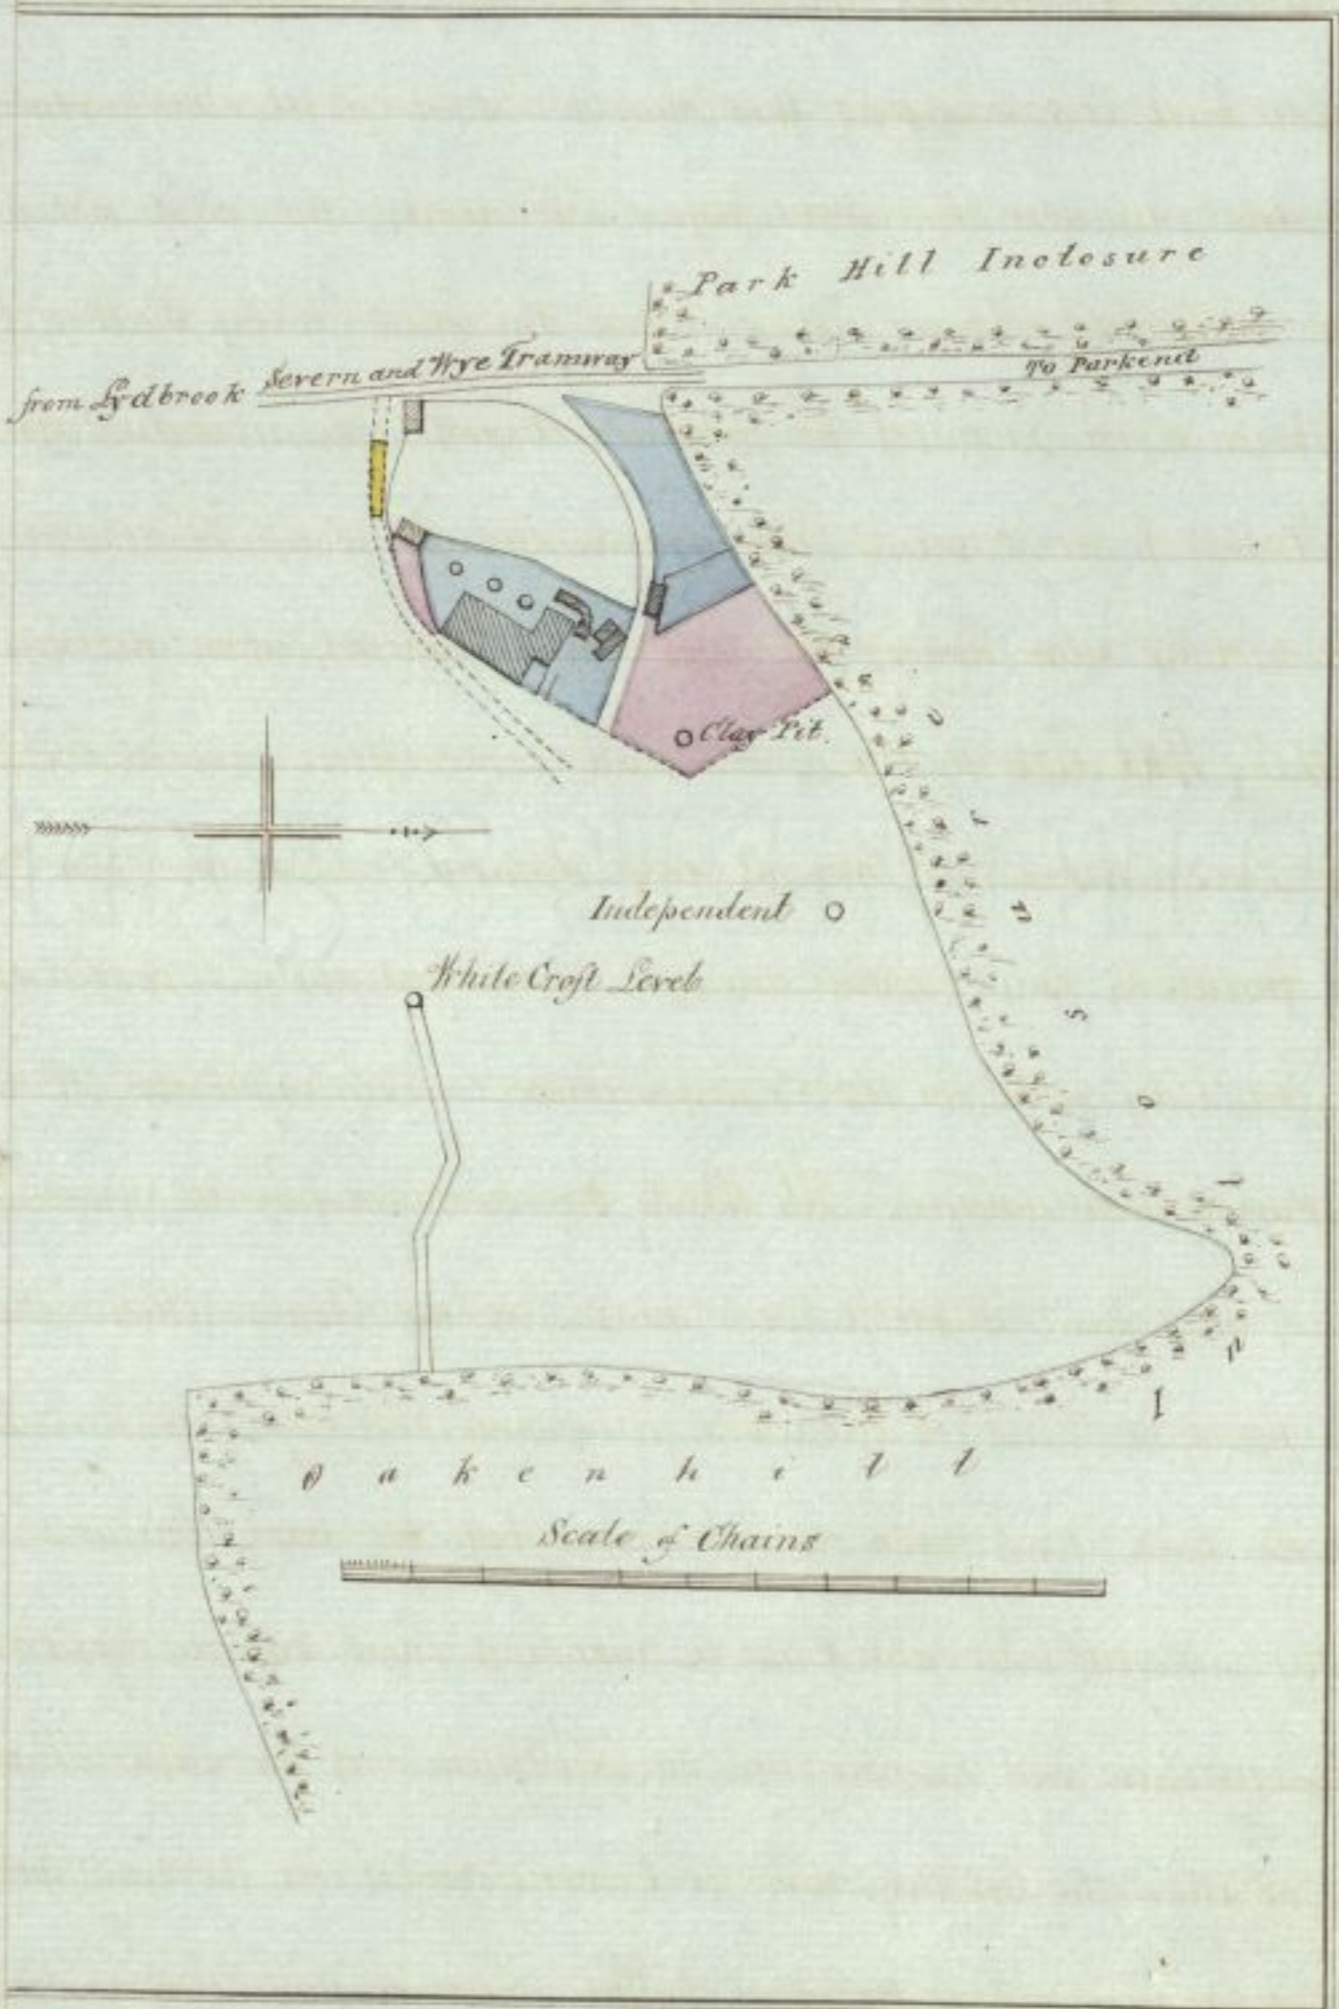 Park Hill Inclosure
Severn and Wye Tramway
from Lydbrook
To Parkend
Clay Pit.
Independent
White Croft Level
Inclosure
Oakenhill
Scale of Chains